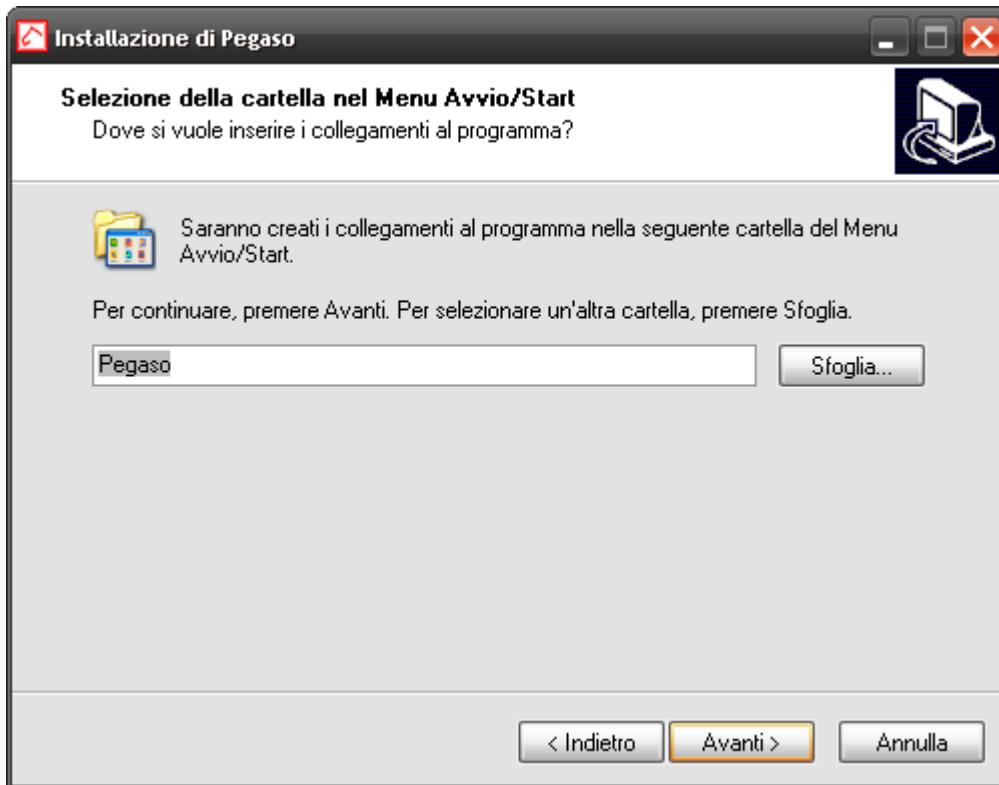 Installazione di Pegaso
Selezione della cartella nel Menu Avvio/Start
Dove si vuole inserire i collegamenti al programma?
Saranno creati i collegamenti al programma nella seguente cartella del Menu
Avvio/Start.
Per continuare, premere Avanti. Per selezionare un'altra cartella, premere Sfoglia.
Pegaso
Sfoglia...
< Indietro
Avanti >
Annulla